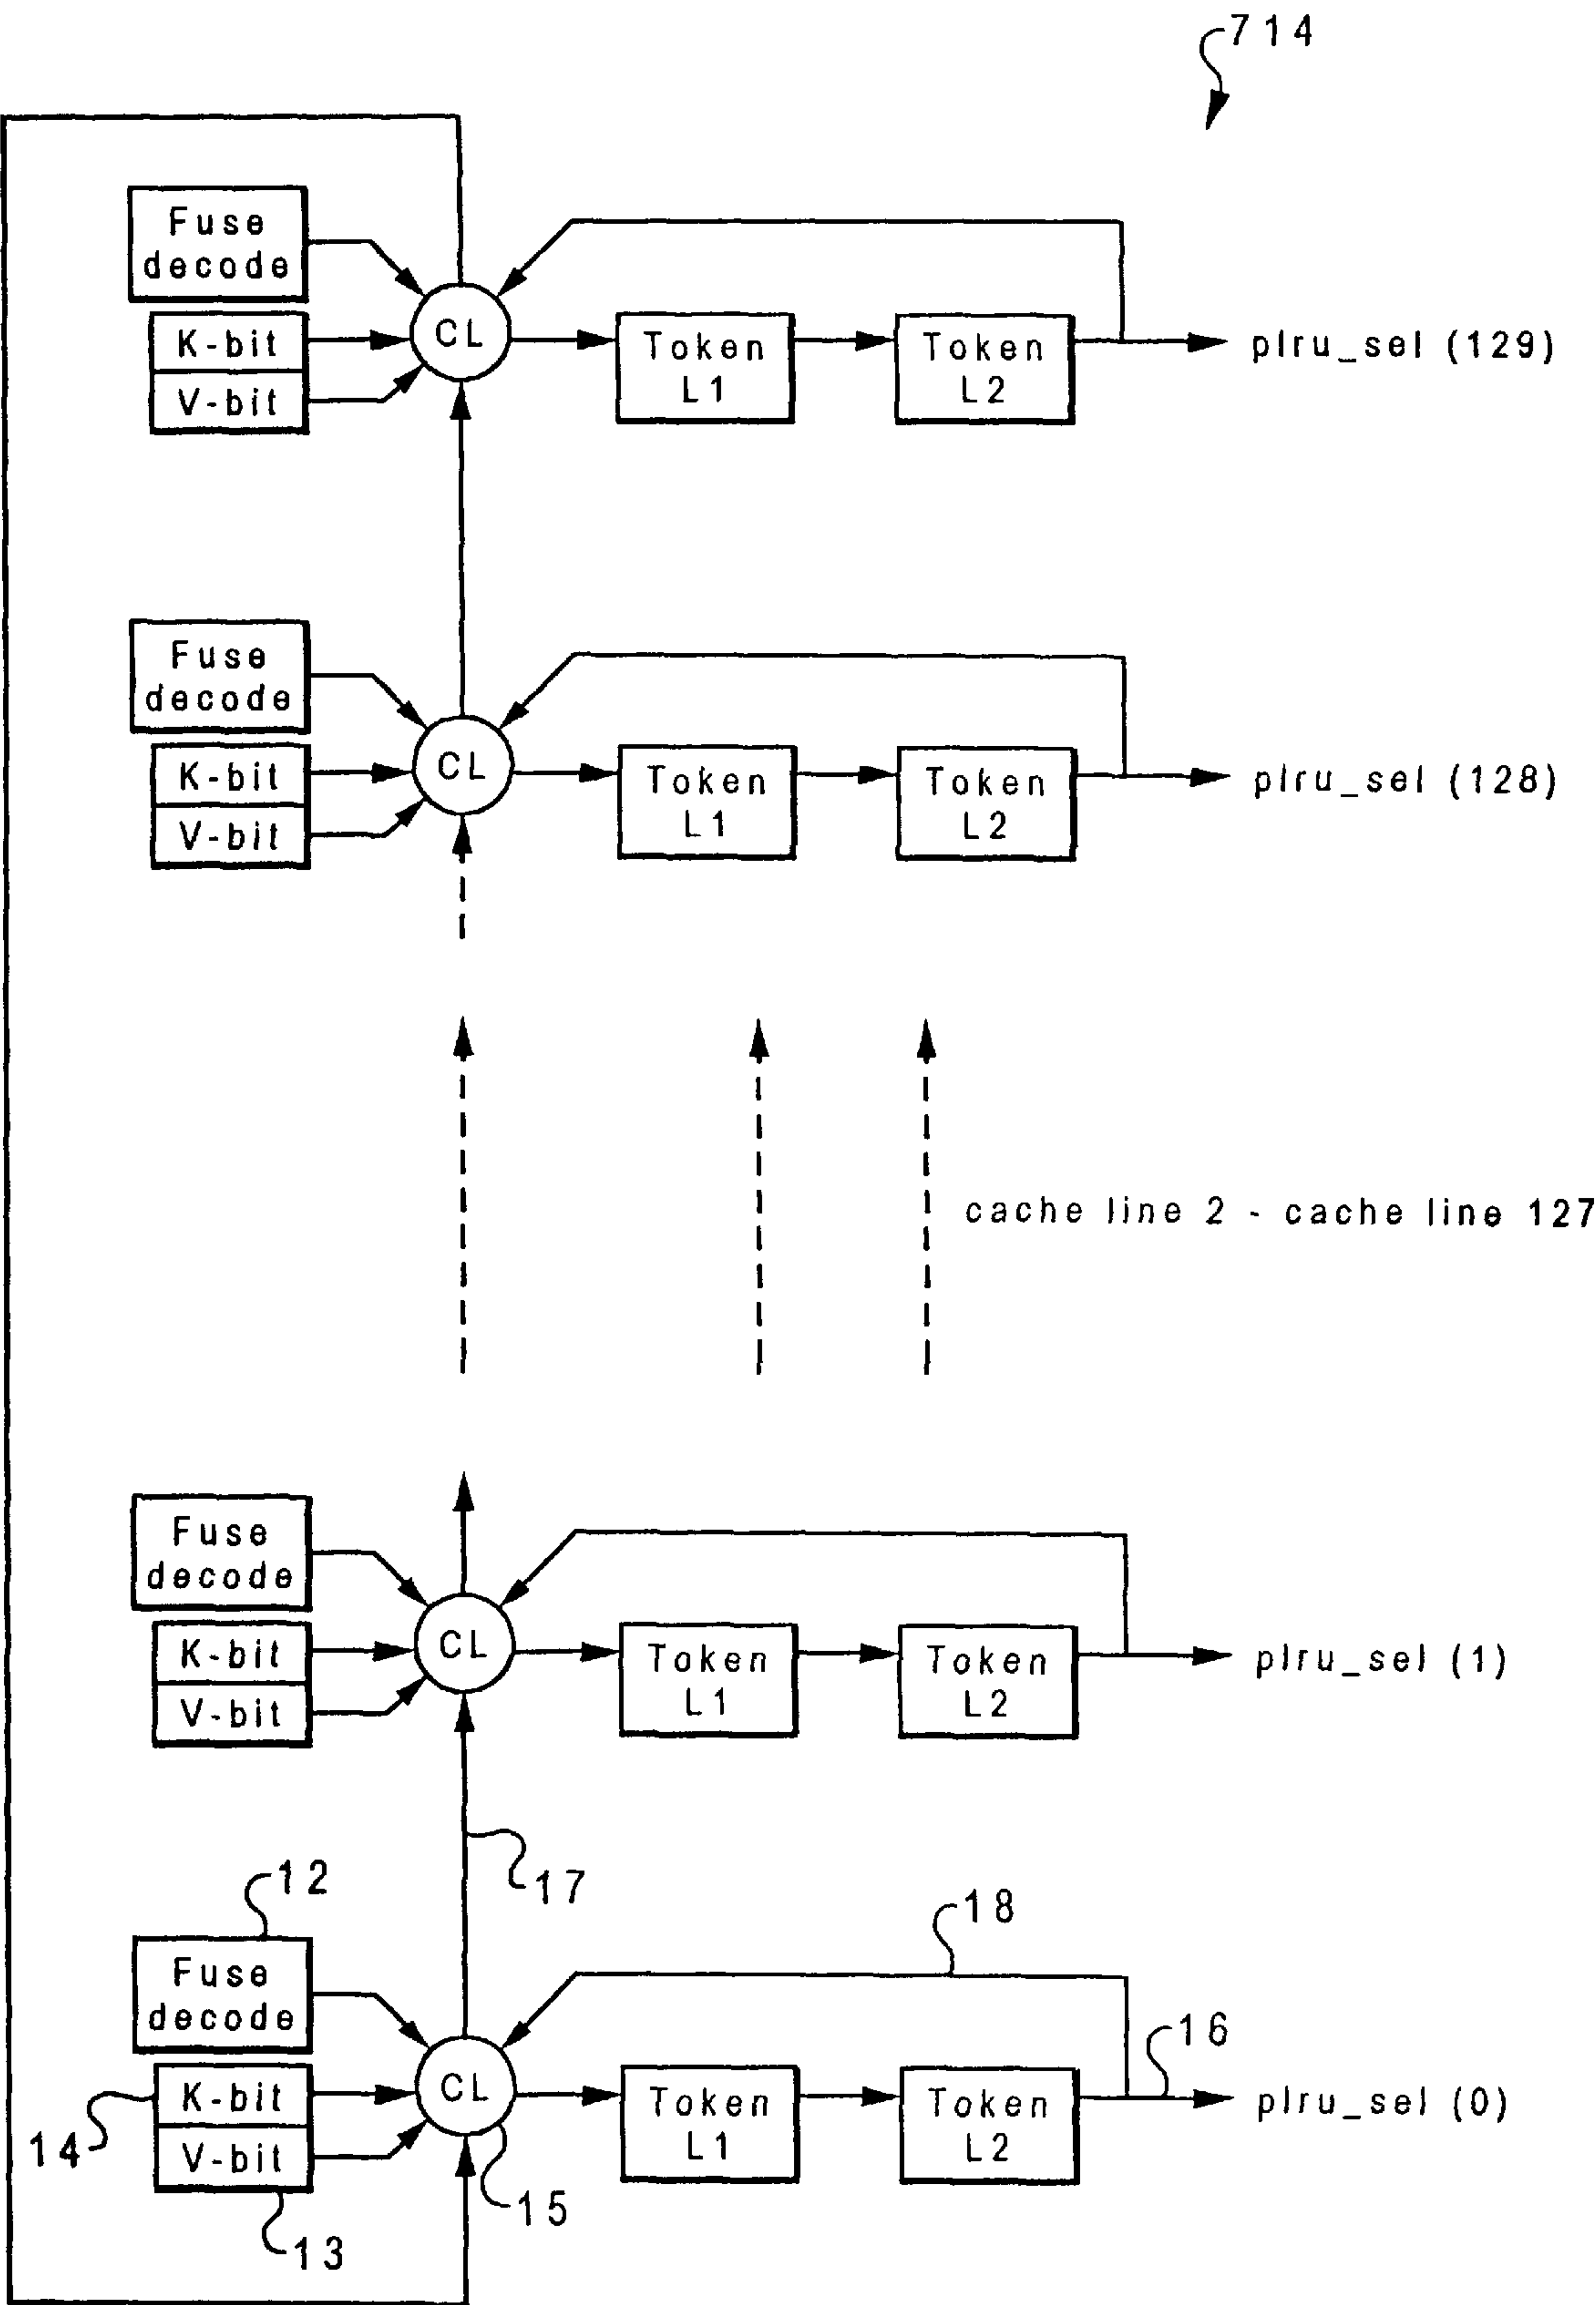 714
Fuse
decode
K-bit
V-bit
CL
Token
L1
Token
L2
plru_sel (129)
Fuse
decode
K-bit
V-bit
CL
Token
L1
Token
L2
plru_sel (128)
cache line 2 - cache line 127
Fuse
decode
K-bit
V-bit
CL
Token
L1
Token
L2
plru_sel (1)
17
12
18
Fuse
decode
K-bit
V-bit
14
13
CL
15
Token
L1
Token
L2
16
plru_sel (0)